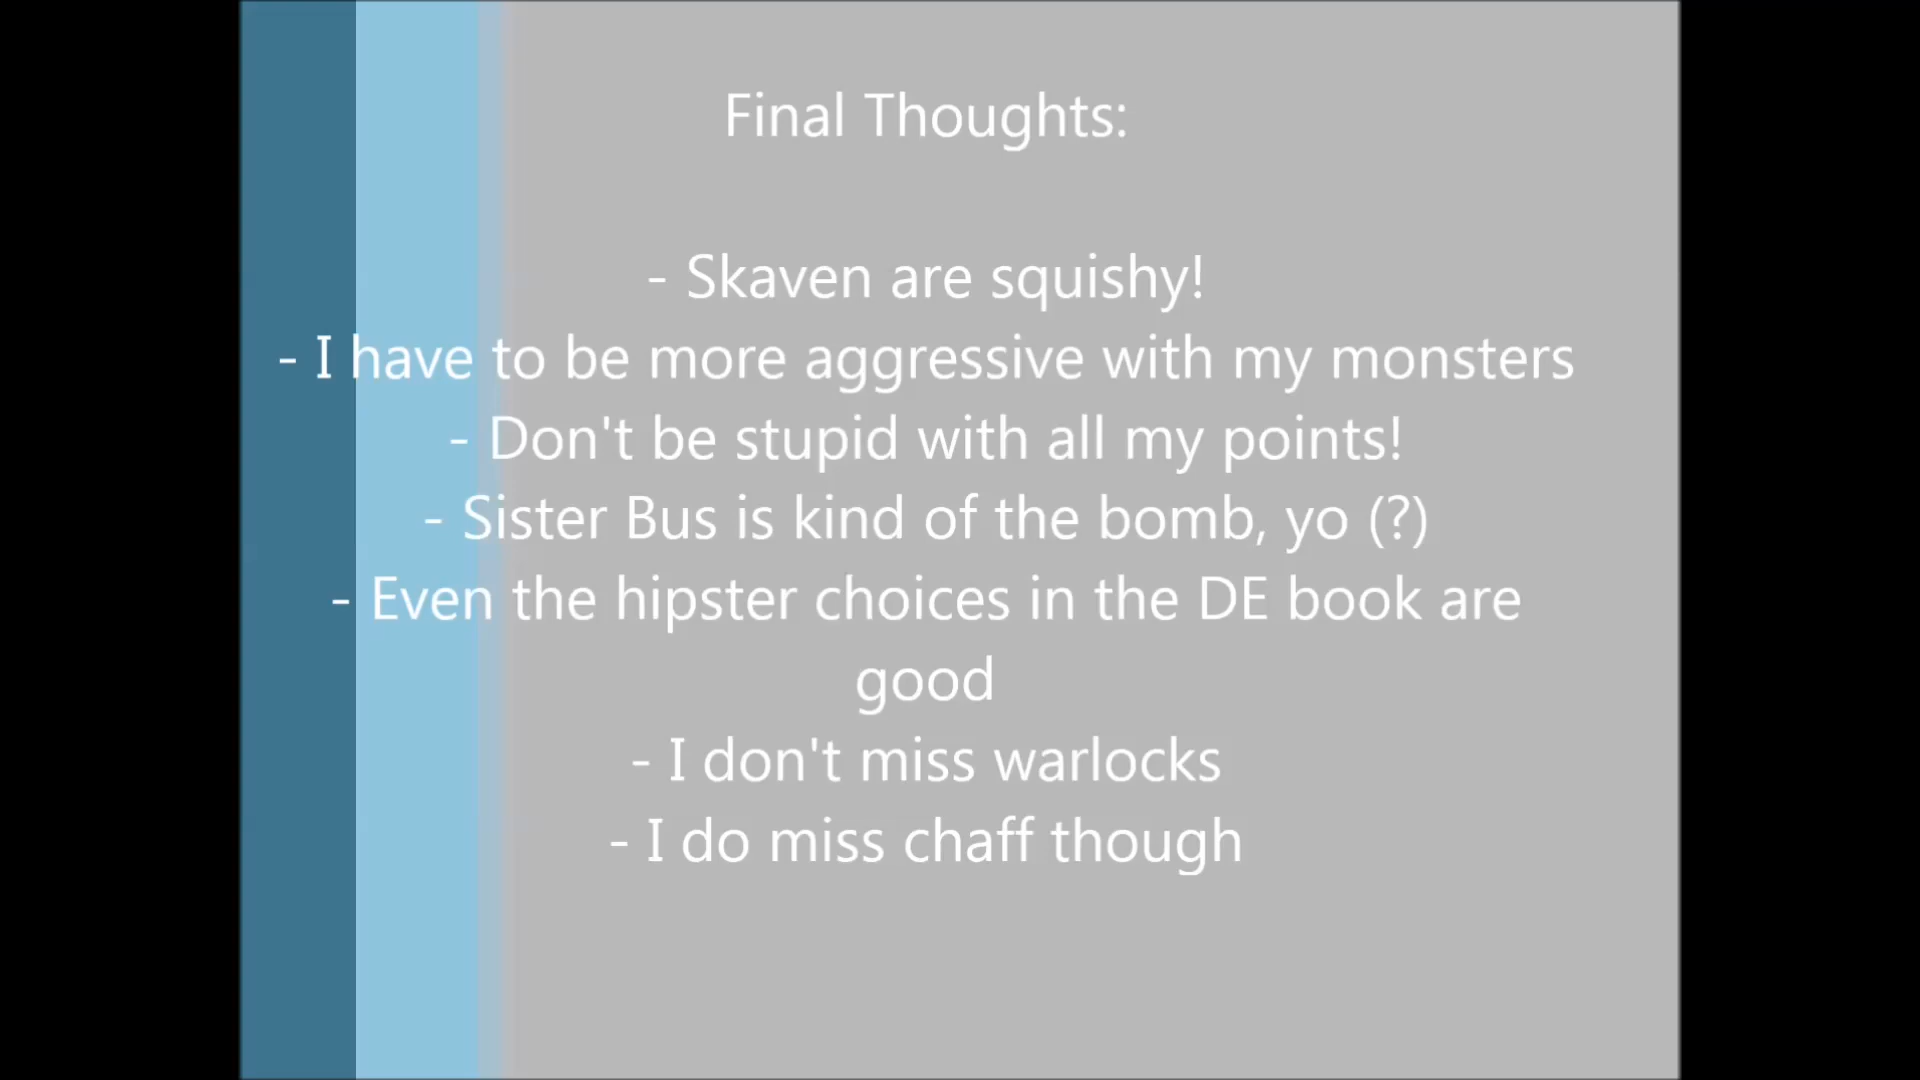 Final Thoughts:
- Skaven are squishy!
- I have to be more aggressive with my monsters
- Don't be stupid with all my points!
- Sister Bus is kind of the bomb, yo (?)
- Even the hipster choices in the DE book are
good
- I don't miss warlocks
- I do miss chaff though